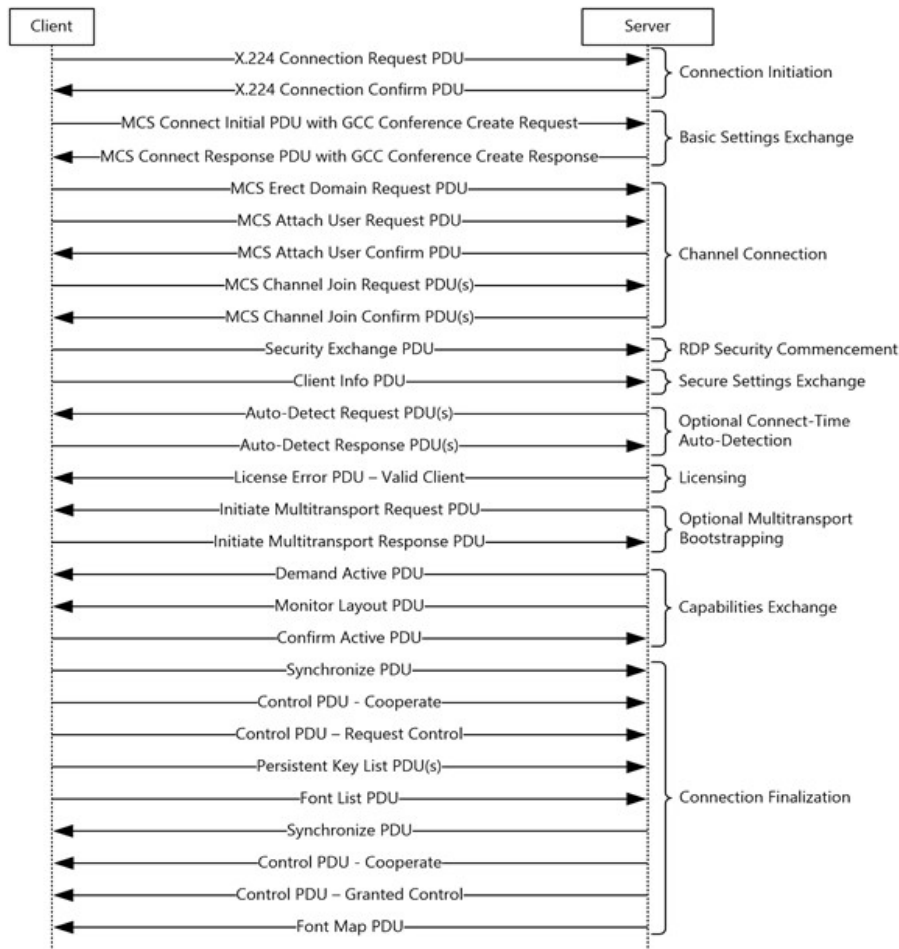 Client
Server
X.224 Connection Request PDU
X.224 Connection Confirm PDU
Connection Initiation
MCS Connect Initial PDU with GCC Conference Create Request
MCS Connect Response PDU with GCC Conference Create Response
Basic Settings Exchange
MCS Erect Domain Request PDU
MCS Attach User Request PDU
MCS Attach User Confirm PDU
MCS Channel Join Request PDU(s)
MCS Channel Join Confirm PDU(s)
Channel Connection
Security Exchange PDU
RDP Security Commencement
Client Info PDU
Secure Settings Exchange
Auto-Detect Request PDU(s)
Auto-Detect Response PDU(s)
Optional Connect-Time
Auto-Detection
License Error PDU – Valid Client
Licensing
Initiate Multitransport Request PDU
Initiate Multitransport Response PDU
Optional Multitransport
Bootstrapping
Demand Active PDU
Monitor Layout PDU
Confirm Active PDU
Capabilities Exchange
Synchronize PDU
Control PDU - Cooperate
Control PDU – Request Control
Persistent Key List PDU(s)
Font List PDU
Synchronize PDU
Control PDU - Cooperate
Control PDU – Granted Control
Font Map PDU
Connection Finalization